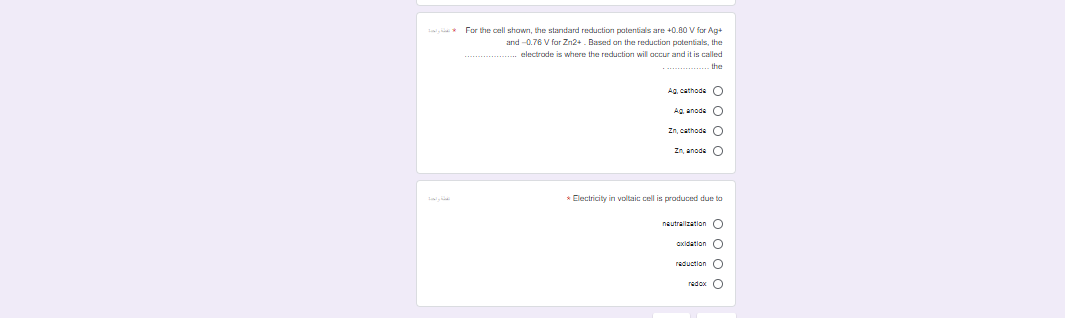 * For the cell shown, the standard reduction potentials are +0.80 V for Ag+
and –0.76 V for Zn2+ . Based on the reduction potentials, the
.................... electrode is where the reduction will occur and it is called
.................. the
Ag, cathode
Ag, anode
Zn, cathode
Zn, anode
* Electricity in voltaic cell is produced due to
neutralization
oxidation
reduction
redox